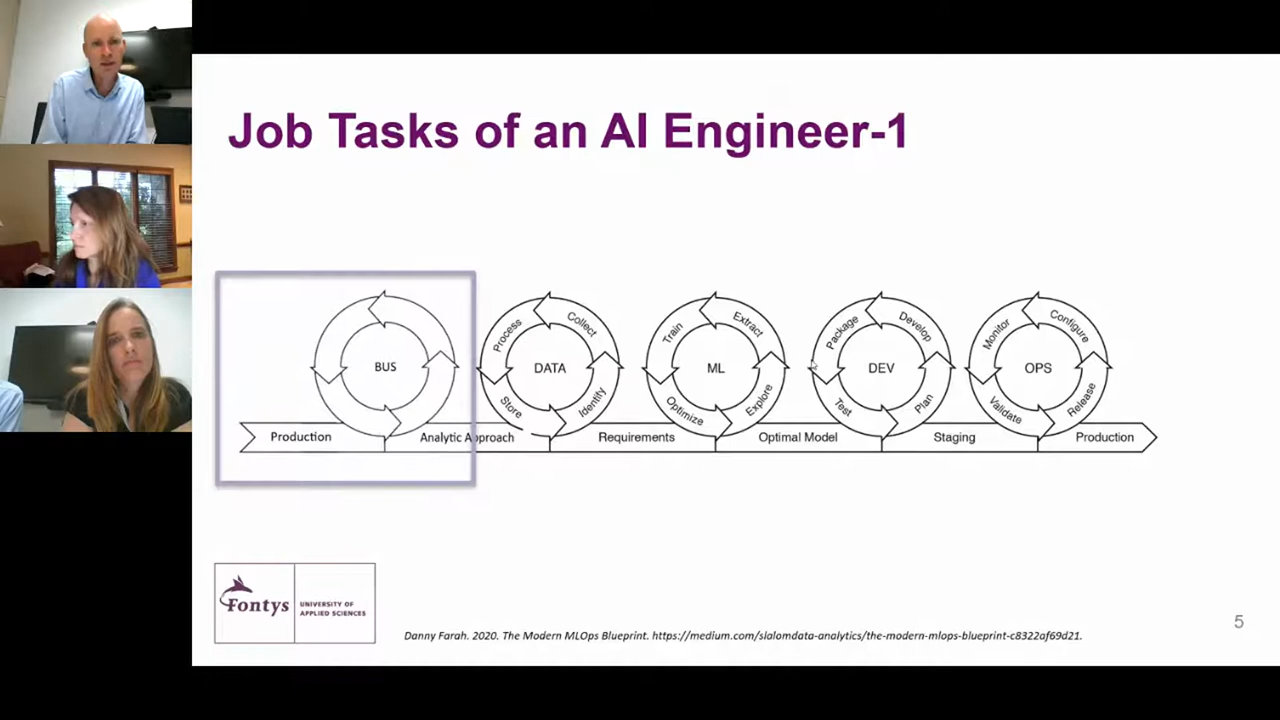 Job Tasks of an AI Engineer-1
BUS
Process
Collect
Store
Identify
DATA
Train
Extract
Optimize
Explore
ML
Package
Develop
Test
Plan
DEV
Monitor
Configure
Validate
Release
OPS
Production
Analytic Approach
Requirements
Optimal Model
Staging
Production
Fontys
UNIVERSITY OF
APPLIED SCIENCES
Danny Farah. 2020. The Modern MLOps Blueprint. https://medium.com/slalomdata-analytics/the-modern-mlops-blueprint-c8322af69d21.
5